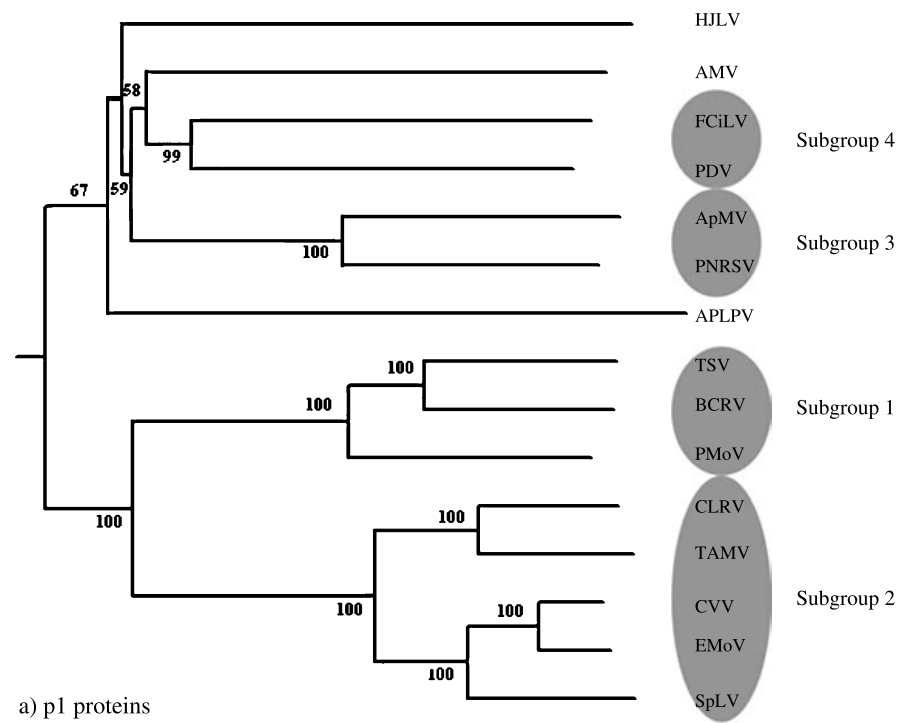 HJLV
58
AMV
FCiLV
Subgroup 4
99
PDV
67
59
ApMV
Subgroup 3
100
PNRSV
APLPV
100
TSV
100
BCRV
Subgroup 1
PMoV
100
CLRV
100
TAMV
100
CVV
Subgroup 2
100
EMoV
100
SpLV
a) p1 proteins